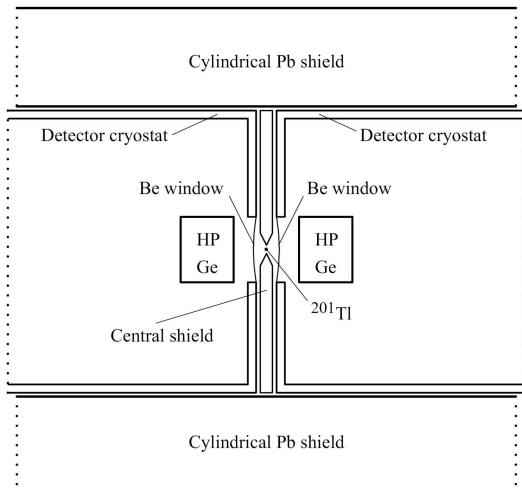 Cylindrical Pb shield
Detector cryostat
Detector cryostat
Be window
Be window
HP
Ge
HP
Ge
²⁰¹Tl
Central shield
Cylindrical Pb shield